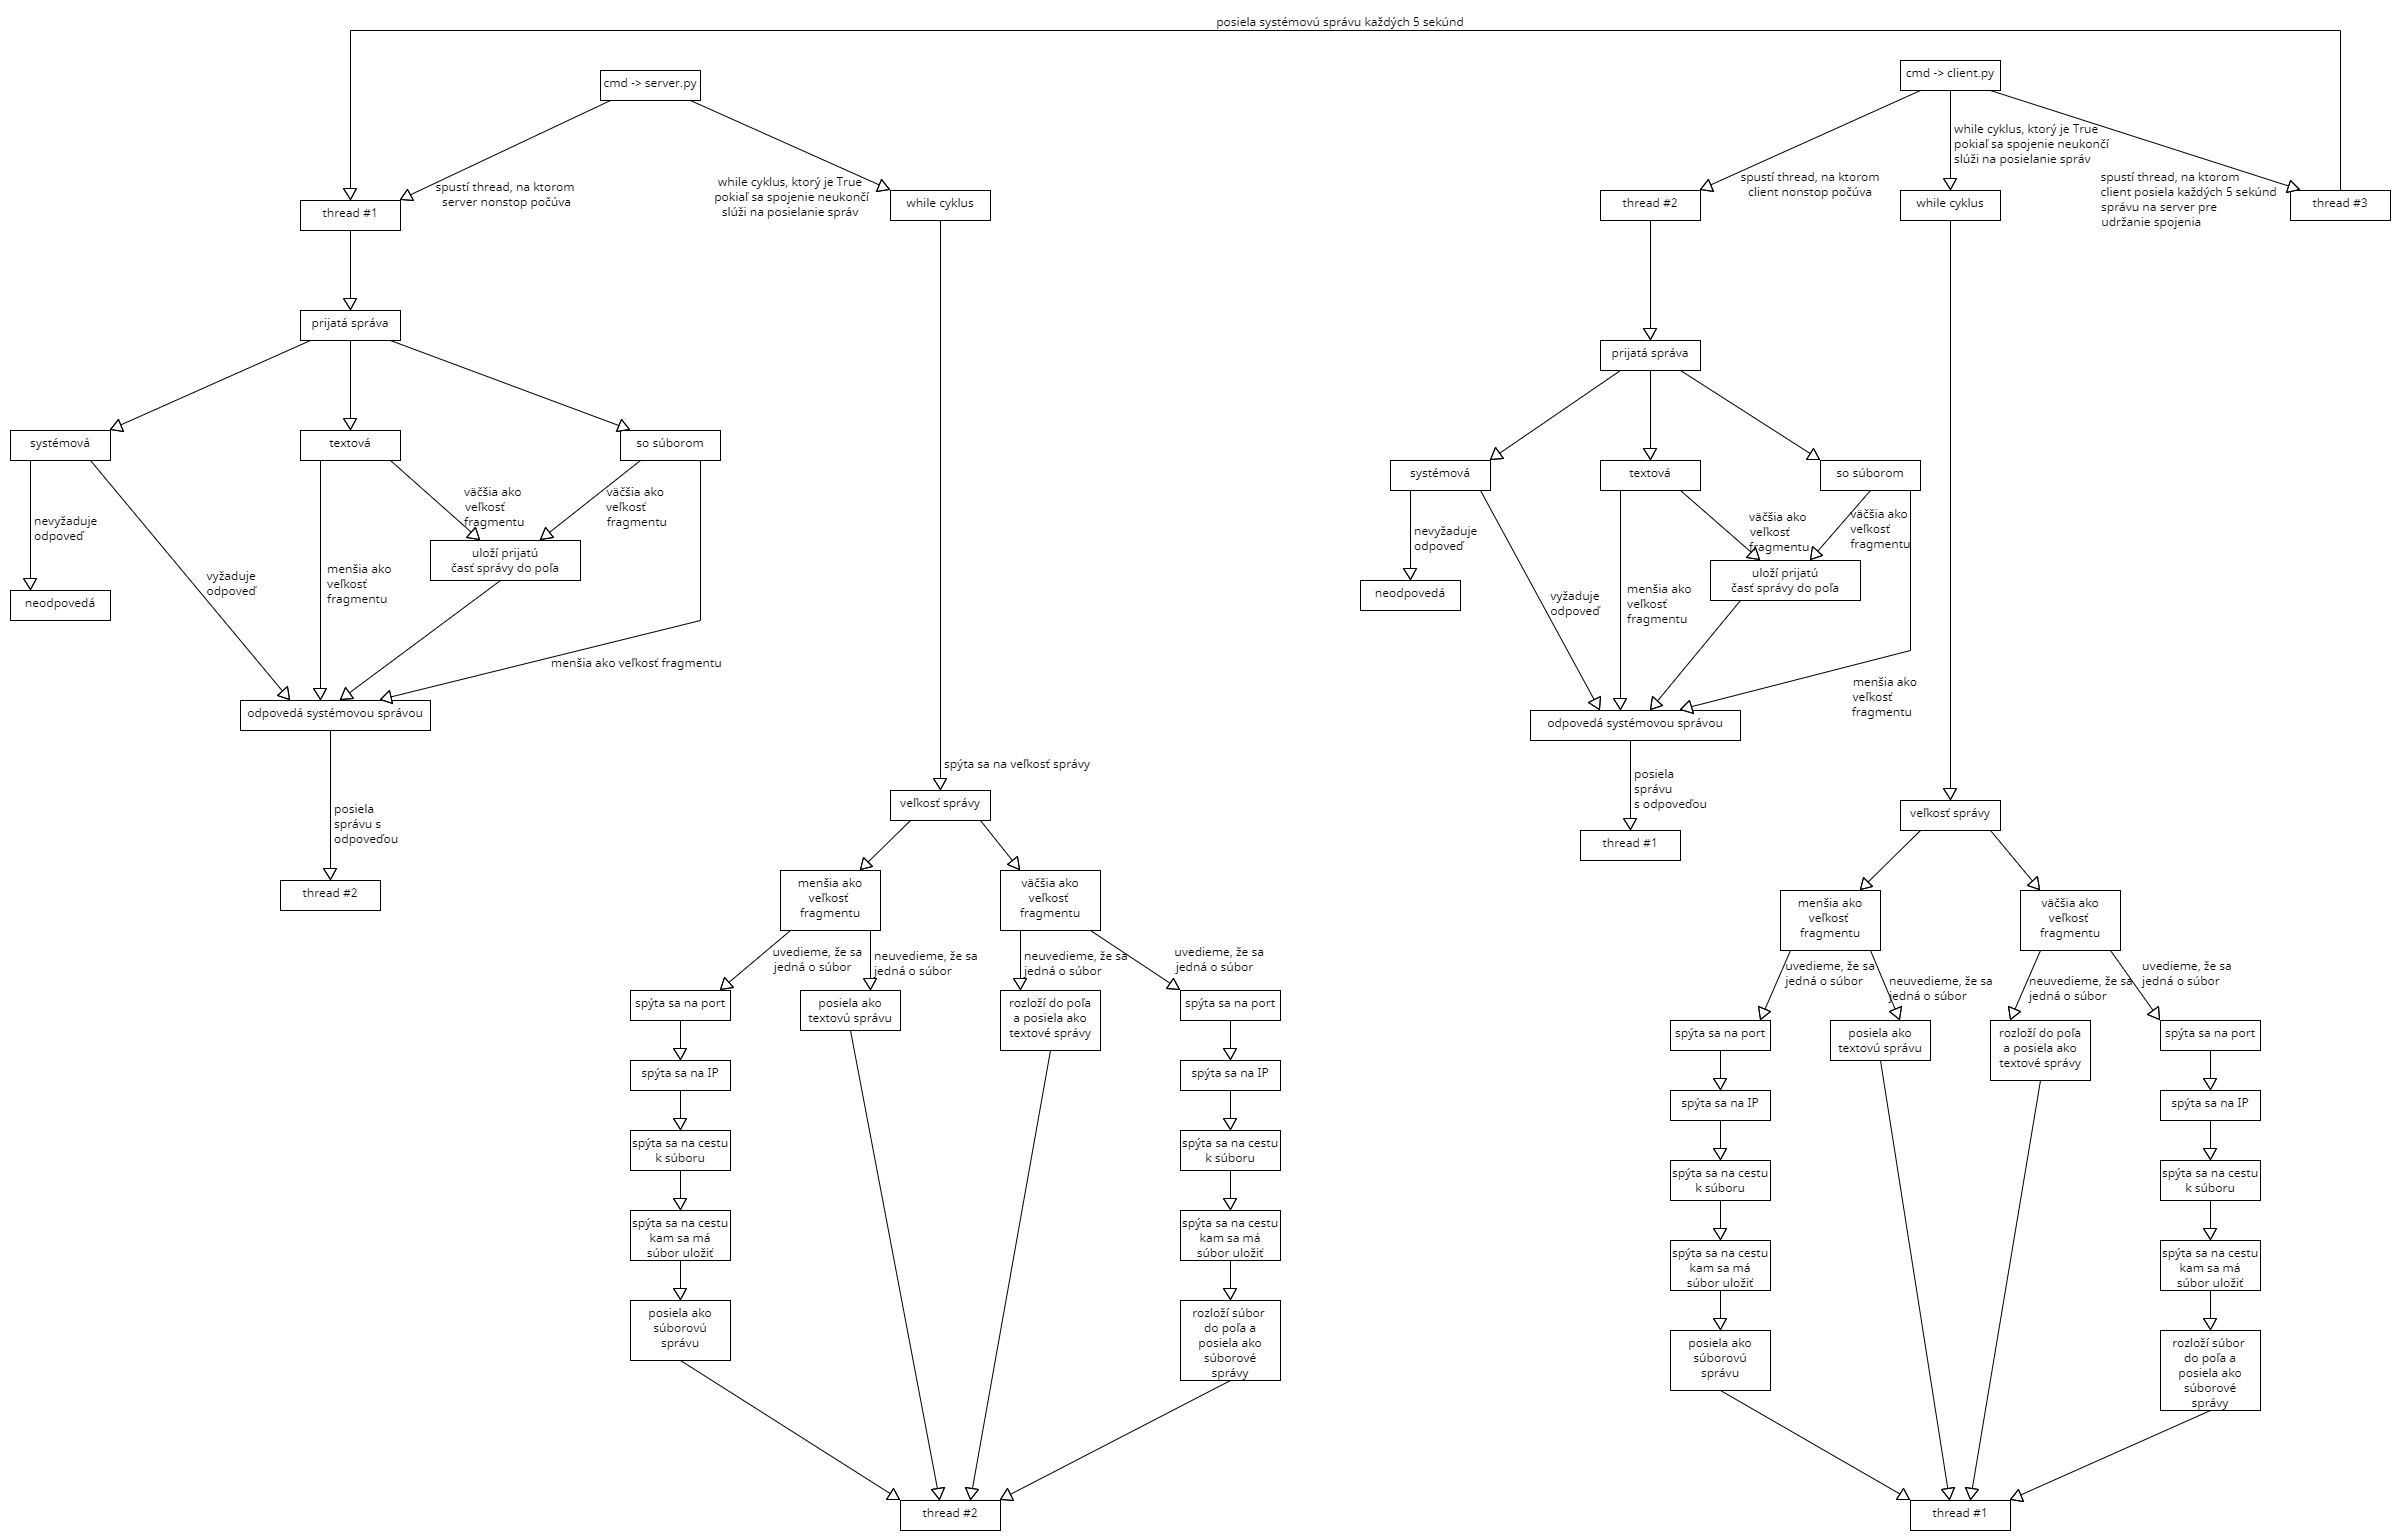 posiela systémovú správu každých 5 sekúnd
cmd -> server.py
spustí thread, na ktorom
server nonstop počúva
while cyklus, ktorý je True
pokiaľ sa spojenie neukončí
slúži na posielanie správ
thread #1
while cyklus
prijatá správa
systémová
textová
so súborom
nevyžaduje
odpoveď
vyžaduje
odpoveď
menšia ako
veľkosť
fragmentu
väčšia ako
veľkosť
fragmentu
väčšia ako
veľkosť
fragmentu
uloží prijatú
časť správy do poľa
neodpovedá
menšia ako veľkosť fragmentu
odpovedá systémovou správou
posiela
správu s
odpoveďou
thread #2
spýta sa na veľkosť správy
veľkosť správy
menšia ako
veľkosť
fragmentu
väčšia ako
veľkosť
fragmentu
uvedieme, že sa
jedná o súbor
neuvedieme, že sa
jedná o súbor
neuvedieme, že sa
jedná o súbor
uvedieme, že sa
jedná o súbor
spýta sa na port
posiela ako
textovú správu
rozloží do poľa
a posiela ako
textové správy
spýta sa na port
spýta sa na IP
spýta sa na IP
spýta sa na cestu
k súboru
spýta sa na cestu
k súboru
spýta sa na cestu
kam sa má
súbor uložiť
spýta sa na cestu
kam sa má
súbor uložiť
posiela ako
súborovú
správu
rozloží súbor
do poľa a
posiela ako
súborové
správy
thread #2
cmd -> client.py
spustí thread, na ktorom
client nonstop počúva
while cyklus, ktorý je True
pokiaľ sa spojenie neukončí
slúži na posielanie správ
spustí thread, na ktorom
client posiela každých 5 sekúnd
správu na server pre
udržanie spojenia
thread #2
while cyklus
thread #3
prijatá správa
systémová
textová
so súborom
nevyžaduje
odpoveď
vyžaduje
odpoveď
menšia ako
veľkosť
fragmentu
väčšia ako
veľkosť
fragmentu
väčšia ako
veľkosť
fragmentu
uloží prijatú
časť správy do poľa
neodpovedá
menšia ako
veľkosť
fragmentu
odpovedá systémovou správou
posiela
správu
s odpoveďou
thread #1
veľkosť správy
menšia ako
veľkosť
fragmentu
väčšia ako
veľkosť
fragmentu
uvedieme, že sa
jedná o súbor
neuvedieme, že sa
jedná o súbor
neuvedieme, že sa
jedná o súbor
uvedieme, že sa
jedná o súbor
spýta sa na port
posiela ako
textovú správu
rozloží do poľa
a posiela ako
textové správy
spýta sa na port
spýta sa na IP
spýta sa na IP
spýta sa na cestu
k súboru
spýta sa na cestu
k súboru
spýta sa na cestu
kam sa má
súbor uložiť
spýta sa na cestu
kam sa má
súbor uložiť
posiela ako
súborovú
správu
rozloží súbor
do poľa a
posiela ako
súborové
správy
thread #1